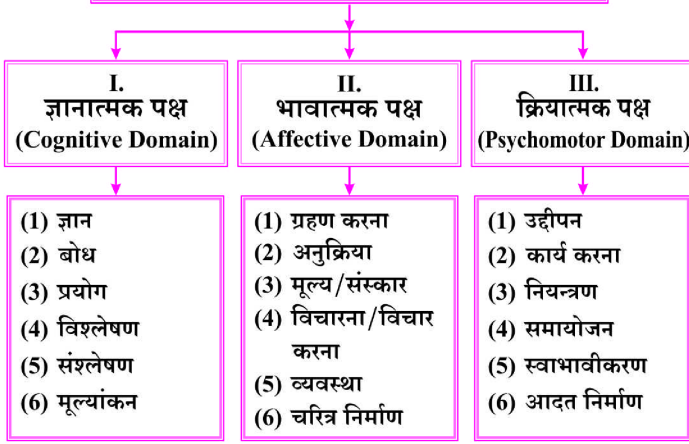 I.
ज्ञानात्मक पक्ष
(Cognitive Domain)
II.
भावात्मक पक्ष
(Affective Domain)
III.
क्रियात्मक पक्ष
(Psychomotor Domain)
(1) ज्ञान
(2) बोध
(3) प्रयोग
(4) विश्लेषण
(5) संश्लेषण
(6) मूल्यांकन
(1) ग्रहण करना
(2) अनुक्रिया
(3) मूल्य/संस्कार
(4) विचारना/विचार
करना
(5) व्यवस्था
(6) चरित्र निर्माण
(1) उद्दीपन
(2) कार्य करना
(3) नियन्त्रण
(4) समायोजन
(5) स्वाभावीकरण
(6) आदत निर्माण